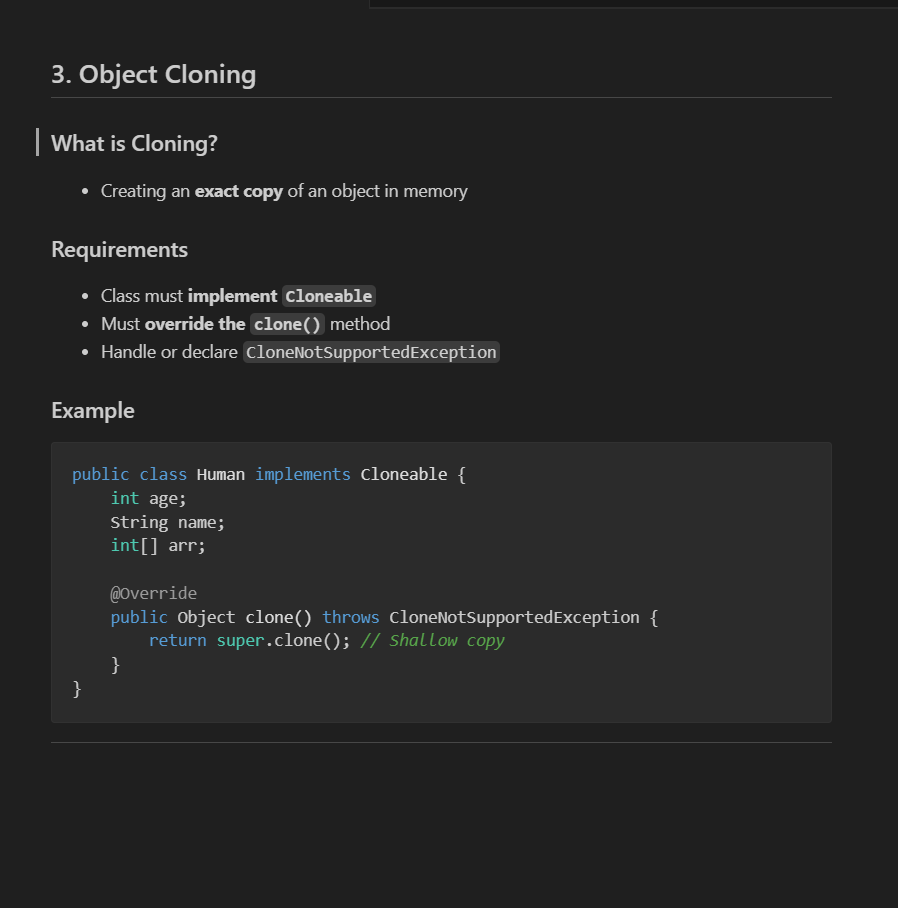 3. Object Cloning
What is Cloning?
• Creating an exact copy of an object in memory
Requirements
• Class must implement Cloneable
• Must override the clone() method
• Handle or declare CloneNotSupportedException
Example
public class Human implements Cloneable {
    int age;
    String name;
    int[] arr;

    @Override
    public Object clone() throws CloneNotSupportedException {
        return super.clone(); // Shallow copy
    }
}